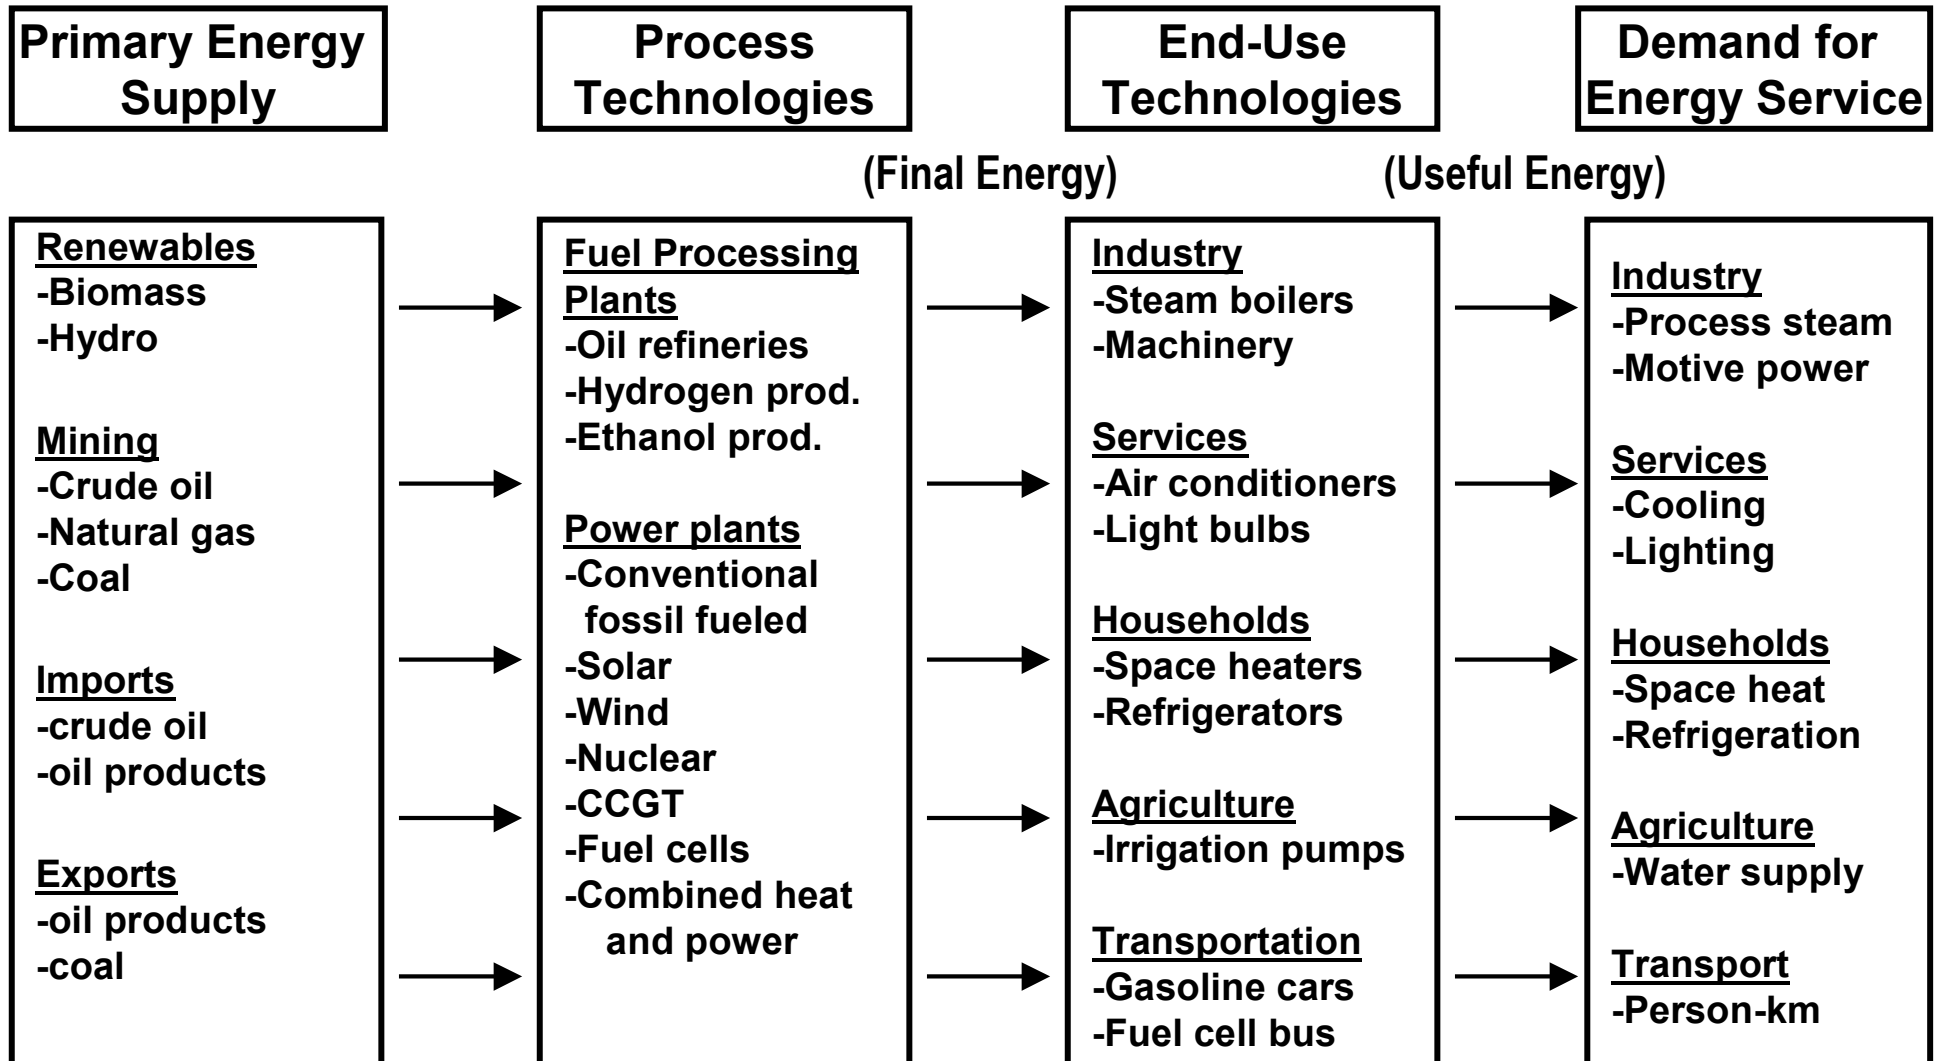 Primary Energy
Supply
Process
Technologies
End-Use
Technologies
Demand for
Energy Service
(Final Energy)
(Useful Energy)
Renewables
-Biomass
-Hydro
Mining
-Crude oil
-Natural gas
-Coal
Imports
-crude oil
-oil products
Exports
-oil products
-coal
Fuel Processing
Plants
-Oil refineries
-Hydrogen prod.
-Ethanol prod.
Power plants
-Conventional
fossil fueled
-Solar
-Wind
-Nuclear
-CCGT
-Fuel cells
-Combined heat
and power
Industry
-Steam boilers
-Machinery
Services
-Air conditioners
-Light bulbs
Households
-Space heaters
-Refrigerators
Agriculture
-Irrigation pumps
Transportation
-Gasoline cars
-Fuel cell bus
Industry
-Process steam
-Motive power
Services
-Cooling
-Lighting
Households
-Space heat
-Refrigeration
Agriculture
-Water supply
Transport
-Person-km